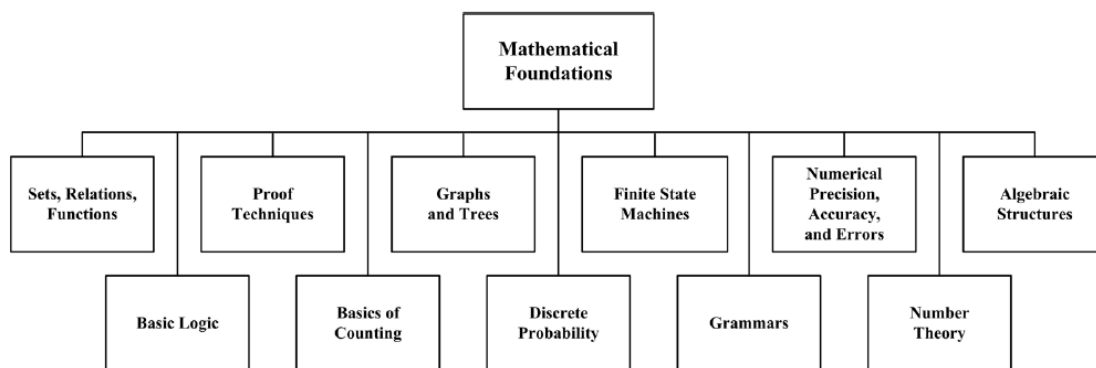 Mathematical
Foundations
Sets, Relations,
Functions
Proof
Techniques
Graphs
and Trees
Finite State
Machines
Numerical
Precision,
Accuracy,
and Errors
Algebraic
Structures
Basic Logic
Basics of
Counting
Discrete
Probability
Grammars
Number
Theory